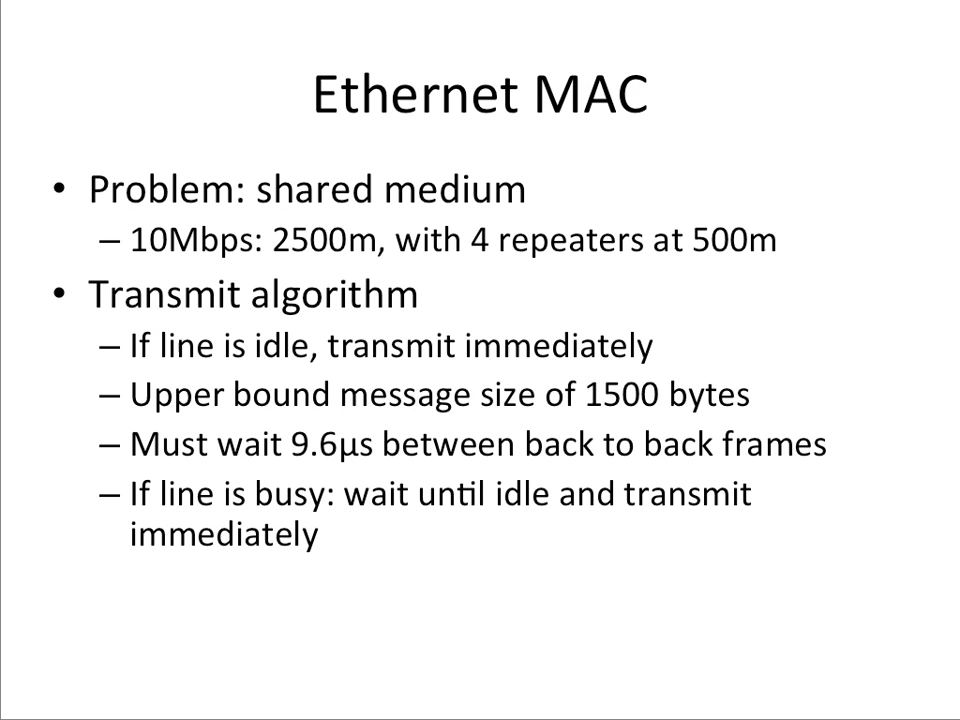 Ethernet MAC
• Problem: shared medium
– 10Mbps: 2500m, with 4 repeaters at 500m
• Transmit algorithm
– If line is idle, transmit immediately
– Upper bound message size of 1500 bytes
– Must wait 9.6μs between back to back frames
– If line is busy: wait until idle and transmit
immediately